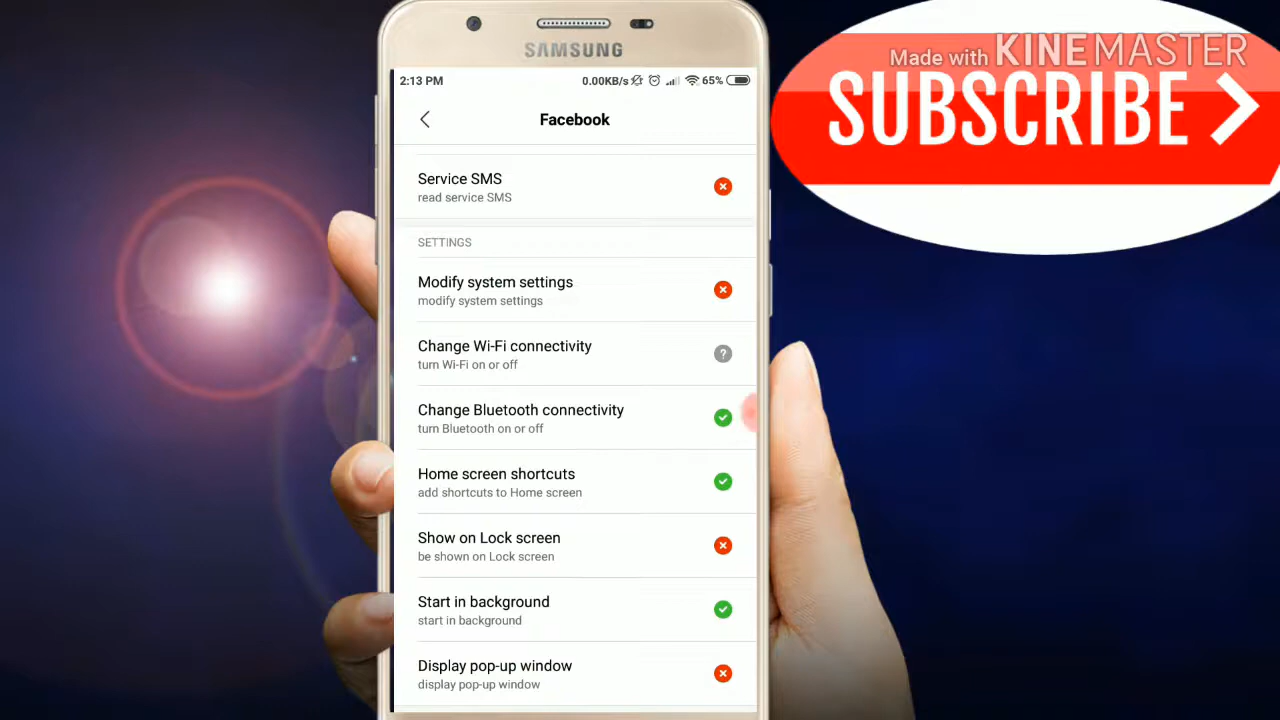 SAMSUNG
2:13 PM
0.00KB/s 65%
Facebook
Service SMS
read service SMS
SETTINGS
Modify system settings
modify system settings
Change Wi-Fi connectivity
turn Wi-Fi on or off
Change Bluetooth connectivity
turn Bluetooth on or off
Home screen shortcuts
add shortcuts to Home screen
Show on Lock screen
be shown on Lock screen
Start in background
start in background
Display pop-up window
display pop-up window
Made with KINEMASTER
SUBSCRIBE